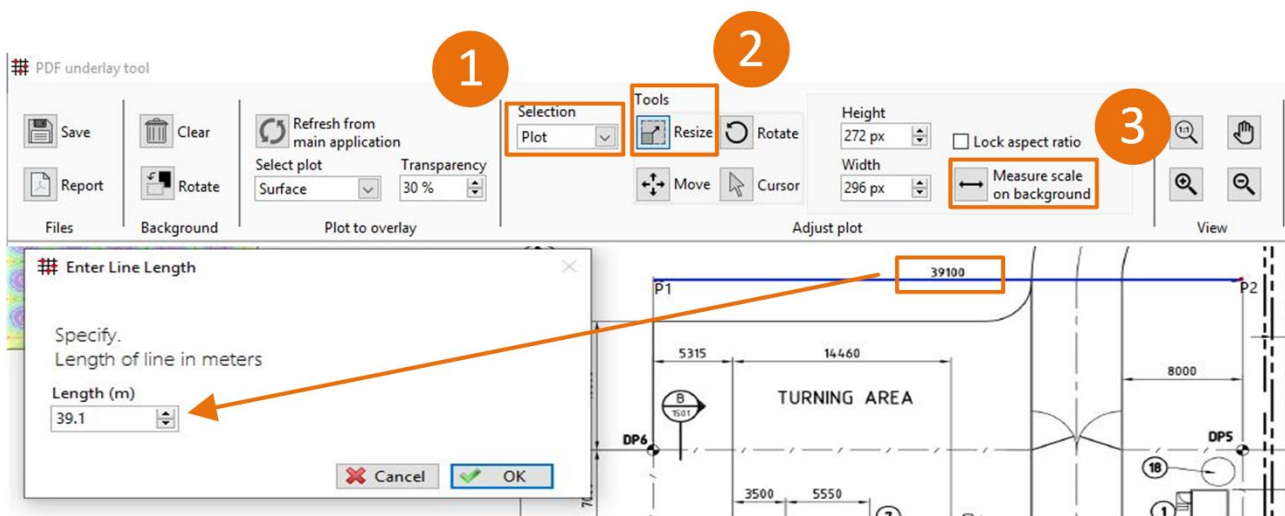 1
2
3
PDF underlay tool
Save
Report
Files
Clear
Rotate
Background
Refresh from
main application
Select plot
Transparency
Surface
30 %
Plot to overlay
Selection
Plot
Tools
Resize
Rotate
Move
Cursor
Height
272 px
Width
296 px
Lock aspect ratio
Measure scale
on background
Adjust plot
1:1
View
Enter Line Length
Specify.
Length of line in meters
Length (m)
39.1
Cancel
OK
39100
P1
P2
5315
14460
8000
B
1501
TURNING AREA
DP6
DP5
18
3500
5550
1